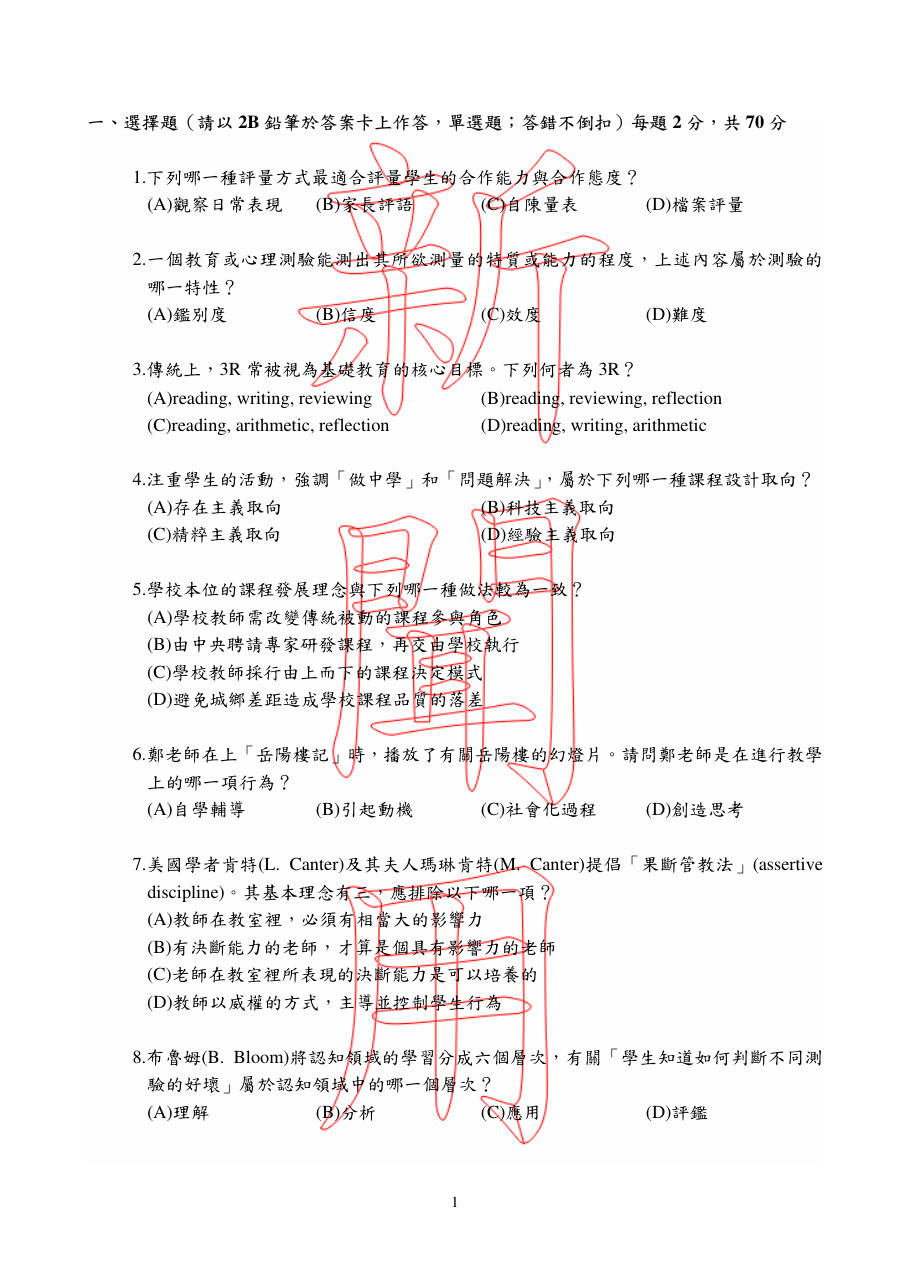 一、選擇題（請以 2B 鉛筆於答案卡上作答，單選題；答錯不倒扣）每題 2 分，共 70 分
1.下列哪一種評量方式最適合評量學生的合作能力與合作態度？
(A)觀察日常表現 (B)家長評語 (C)自陳量表 (D)檔案評量
2.一個教育或心理測驗能測出其所欲測量的特質或能力的程度，上述內容屬於測驗的
哪一特性？
(A)鑑別度 (B)信度 (C)效度 (D)難度
3.傳統上，3R 常被視為基礎教育的核心目標。下列何者為 3R？
(A)reading, writing, reviewing (B)reading, reviewing, reflection
(C)reading, arithmetic, reflection (D)reading, writing, arithmetic
4.注重學生的活動，強調「做中學」和「問題解決」，屬於下列哪一種課程設計取向？
(A)存在主義取向 (B)科技主義取向
(C)精粹主義取向 (D)經驗主義取向
5.學校本位的課程發展理念與下列哪一種做法較為一致？
(A)學校教師需改變傳統被動的課程參與角色
(B)由中央聘請專家研發課程，再交由學校執行
(C)學校教師採行由上而下的課程決定模式
(D)避免城鄉差距造成學校課程品質的落差
6.鄭老師在上「岳陽樓記」時，播放了有關岳陽樓的幻燈片。請問鄭老師是在進行教學
上的哪一項行為？
(A)自學輔導 (B)引起動機 (C)社會化過程 (D)創造思考
7.美國學者肯特(L. Canter)及其夫人瑪琳肯特(M. Canter)提倡「果斷管教法」(assertive
discipline)。其基本理念有三，應排除以下哪一項？
(A)教師在教室裡，必須有相當大的影響力
(B)有決斷能力的老師，才算是個具有影響力的老師
(C)老師在教室裡所表現的決斷能力是可以培養的
(D)教師以威權的方式，主導並控制學生行為
8.布魯姆(B. Bloom)將認知領域的學習分成六個層次，有關「學生知道如何判斷不同測
驗的好壞」屬於認知領域中的哪一個層次？
(A)理解 (B)分析 (C)應用 (D)評鑑
1
新聞用